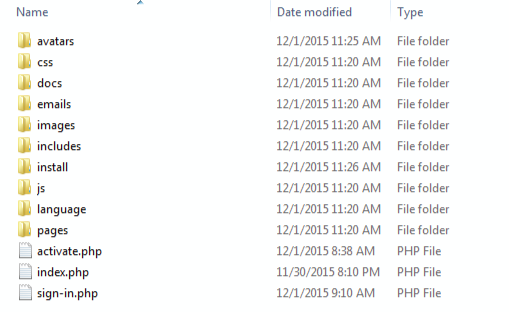 Name Date modified Type
avatars 12/1/2015 11:25 AM File folder
css 12/1/2015 11:20 AM File folder
docs 12/1/2015 11:20 AM File folder
emails 12/1/2015 11:20 AM File folder
images 12/1/2015 11:20 AM File folder
includes 12/1/2015 11:20 AM File folder
install 12/1/2015 11:26 AM File folder
js 12/1/2015 11:20 AM File folder
language 12/1/2015 11:20 AM File folder
pages 12/1/2015 11:20 AM File folder
activate.php 12/1/2015 8:38 AM PHP File
index.php 11/30/2015 8:10 PM PHP File
sign-in.php 12/1/2015 9:10 AM PHP File